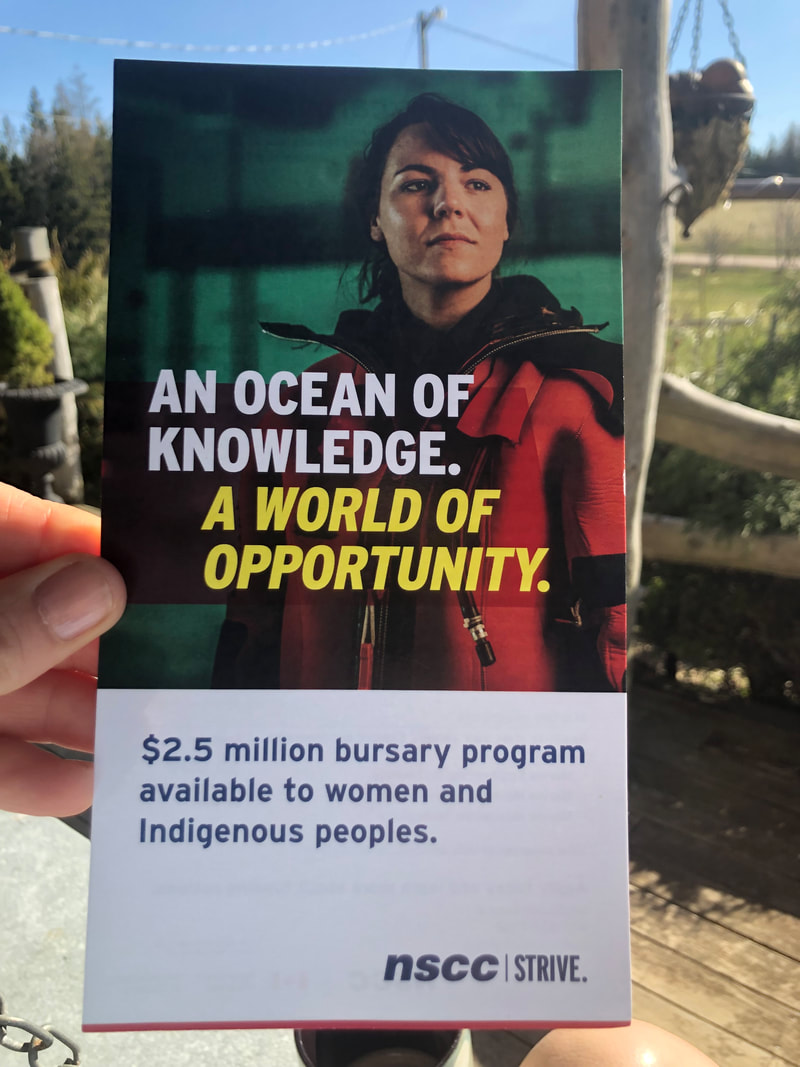 AN OCEAN OF
KNOWLEDGE.
A WORLD OF
OPPORTUNITY.
$2.5 million bursary program
available to women and
Indigenous peoples.
nscc | STRIVE.